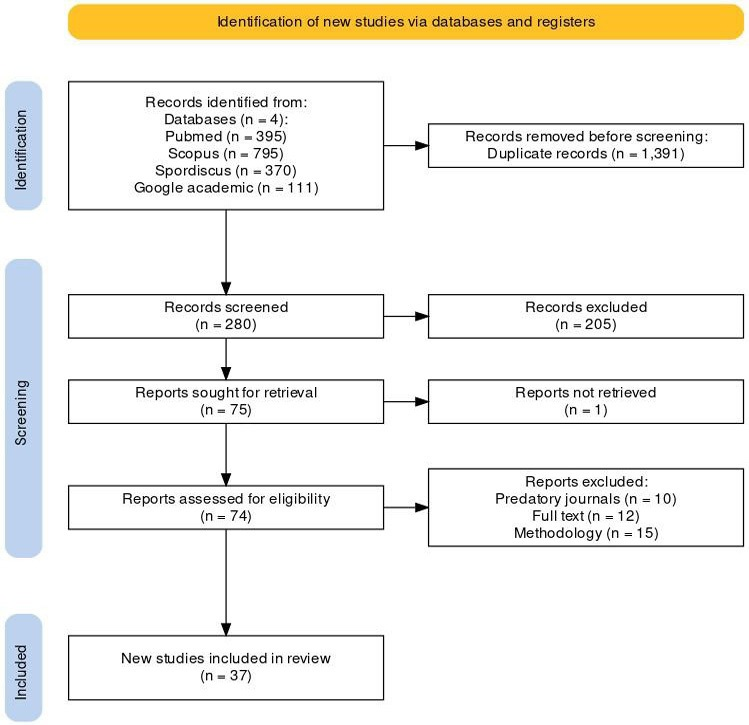 Identification of new studies via databases and registers
Identification
Records identified from:
Databases (n = 4):
Pubmed (n = 395)
Scopus (n = 795)
Spordiscus (n = 370)
Google academic (n = 111)
Records removed before screening:
Duplicate records (n = 1,391)
Screening
Records screened
(n = 280)
Records excluded
(n = 205)
Reports sought for retrieval
(n = 75)
Reports not retrieved
(n = 1)
Reports assessed for eligibility
(n = 74)
Reports excluded:
Predatory journals (n = 10)
Full text (n = 12)
Methodology (n = 15)
Included
New studies included in review
(n = 37)